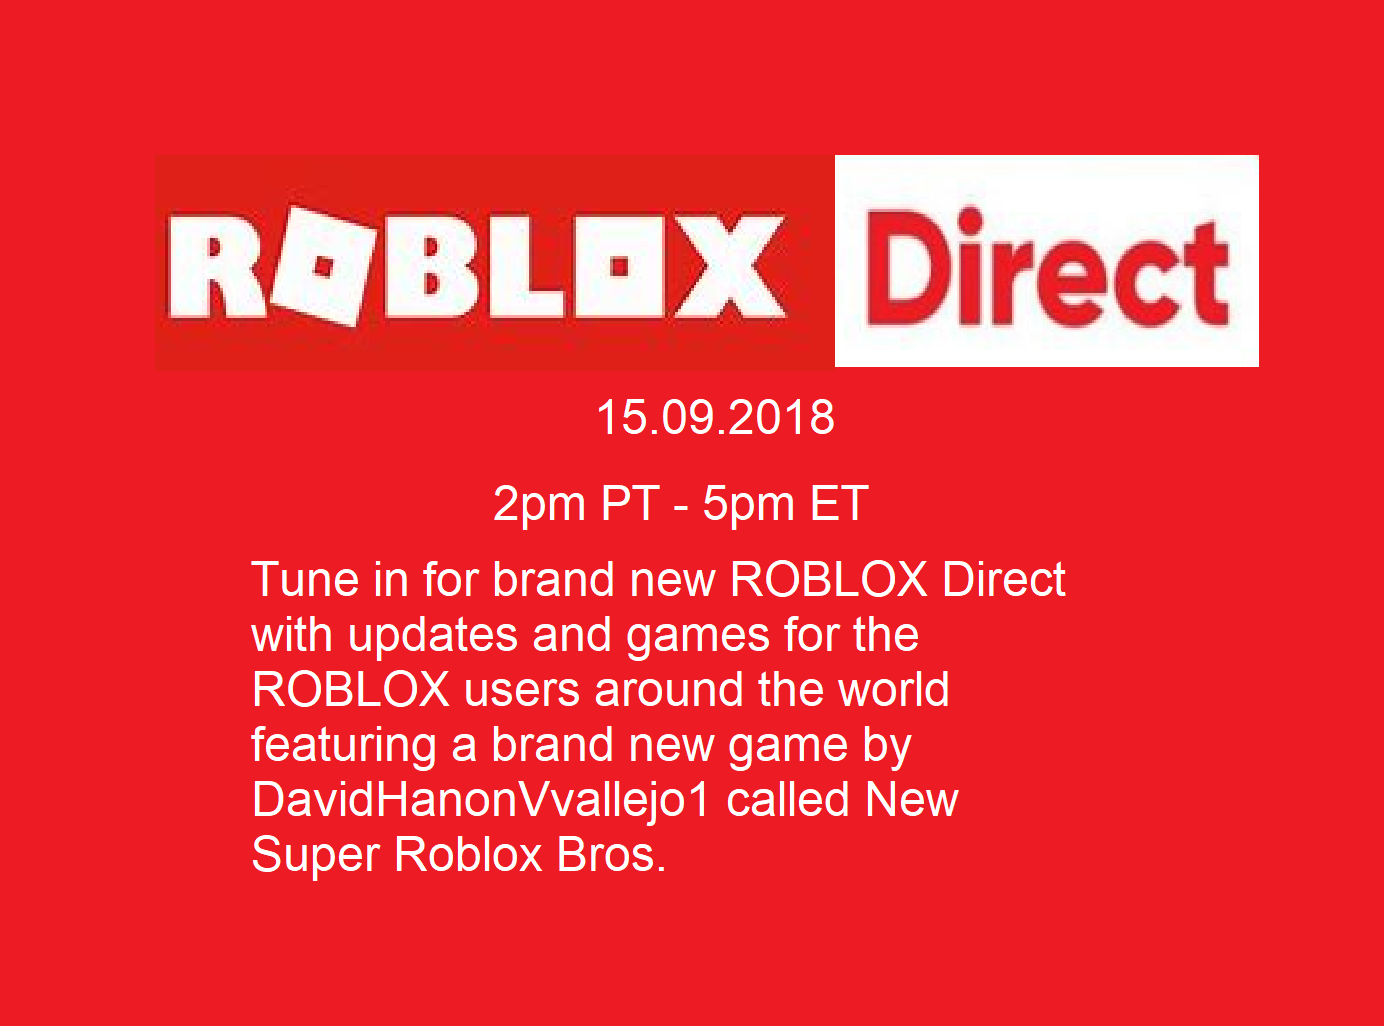 ROBLOX Direct
15.09.2018
2pm PT - 5pm ET
Tune in for brand new ROBLOX Direct
with updates and games for the
ROBLOX users around the world
featuring a brand new game by
DavidHanonVvallejo1 called New
Super Roblox Bros.